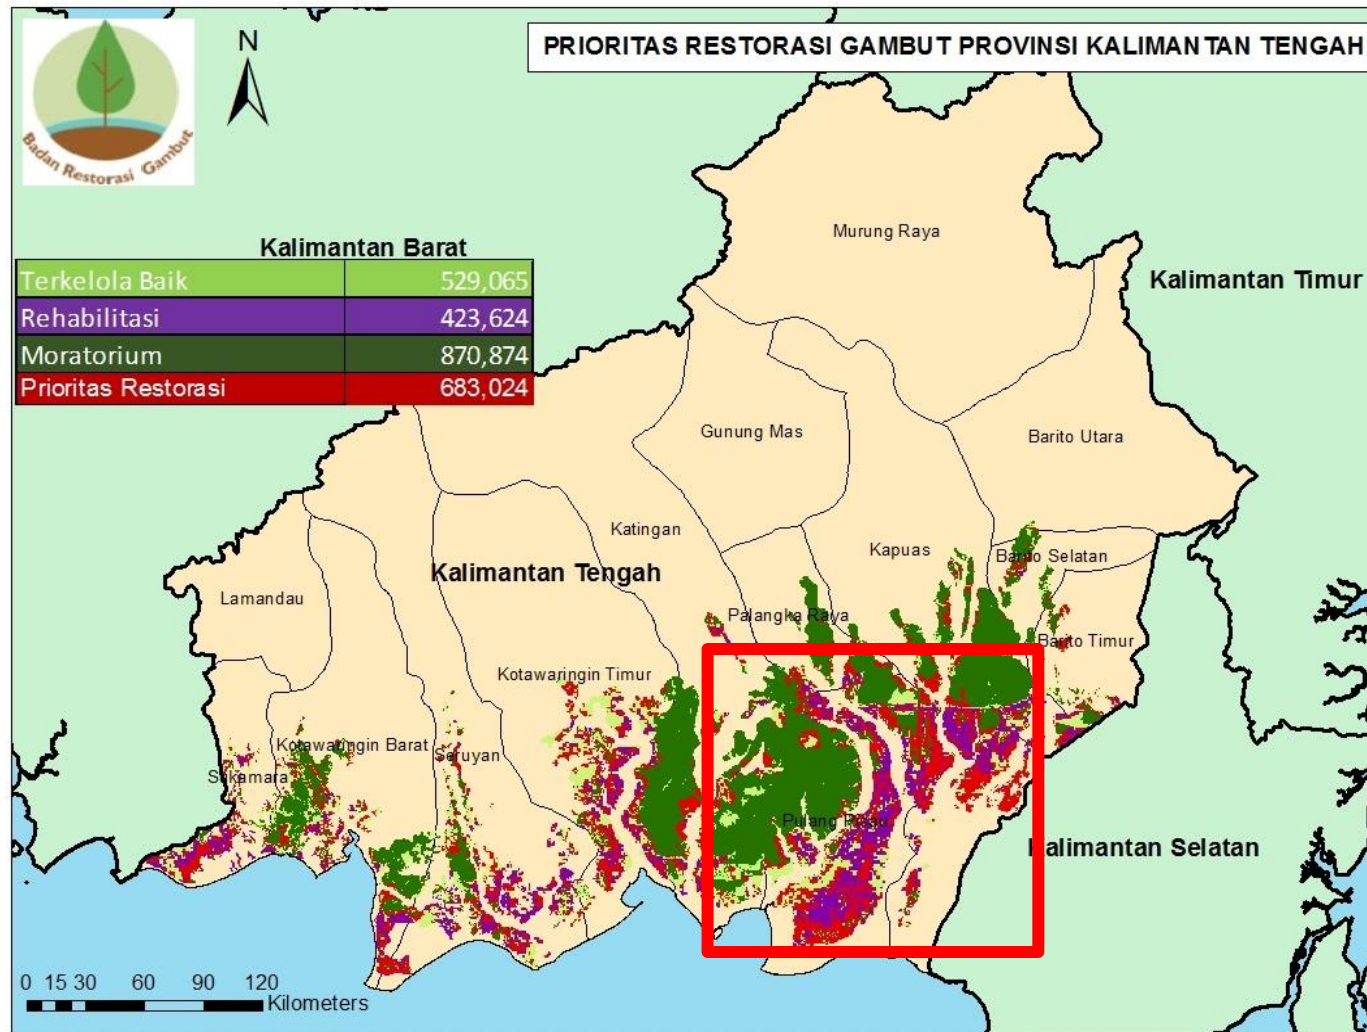 Badan Restorasi Gambut
N
PRIORITAS RESTORASI GAMBUT PROVINSI KALIMANTAN TENGAH
Kalimantan Barat
Terkelola Baik 529,065
Rehabilitasi 423,624
Moratorium 870,874
Prioritas Restorasi 683,024
Murung Raya
Kalimantan Timur
Gunung Mas
Barito Utara
Katingan
Kapuas
Barito Selatan
Kalimantan Tengah
Lamandau
Palangka Raya
Barito Timur
Kotawaringin Timur
Kotawaringin Barat
Seruyan
Sukamara
Pulang Pisau
Kalimantan Selatan
0 15 30 60 90 120
Kilometers